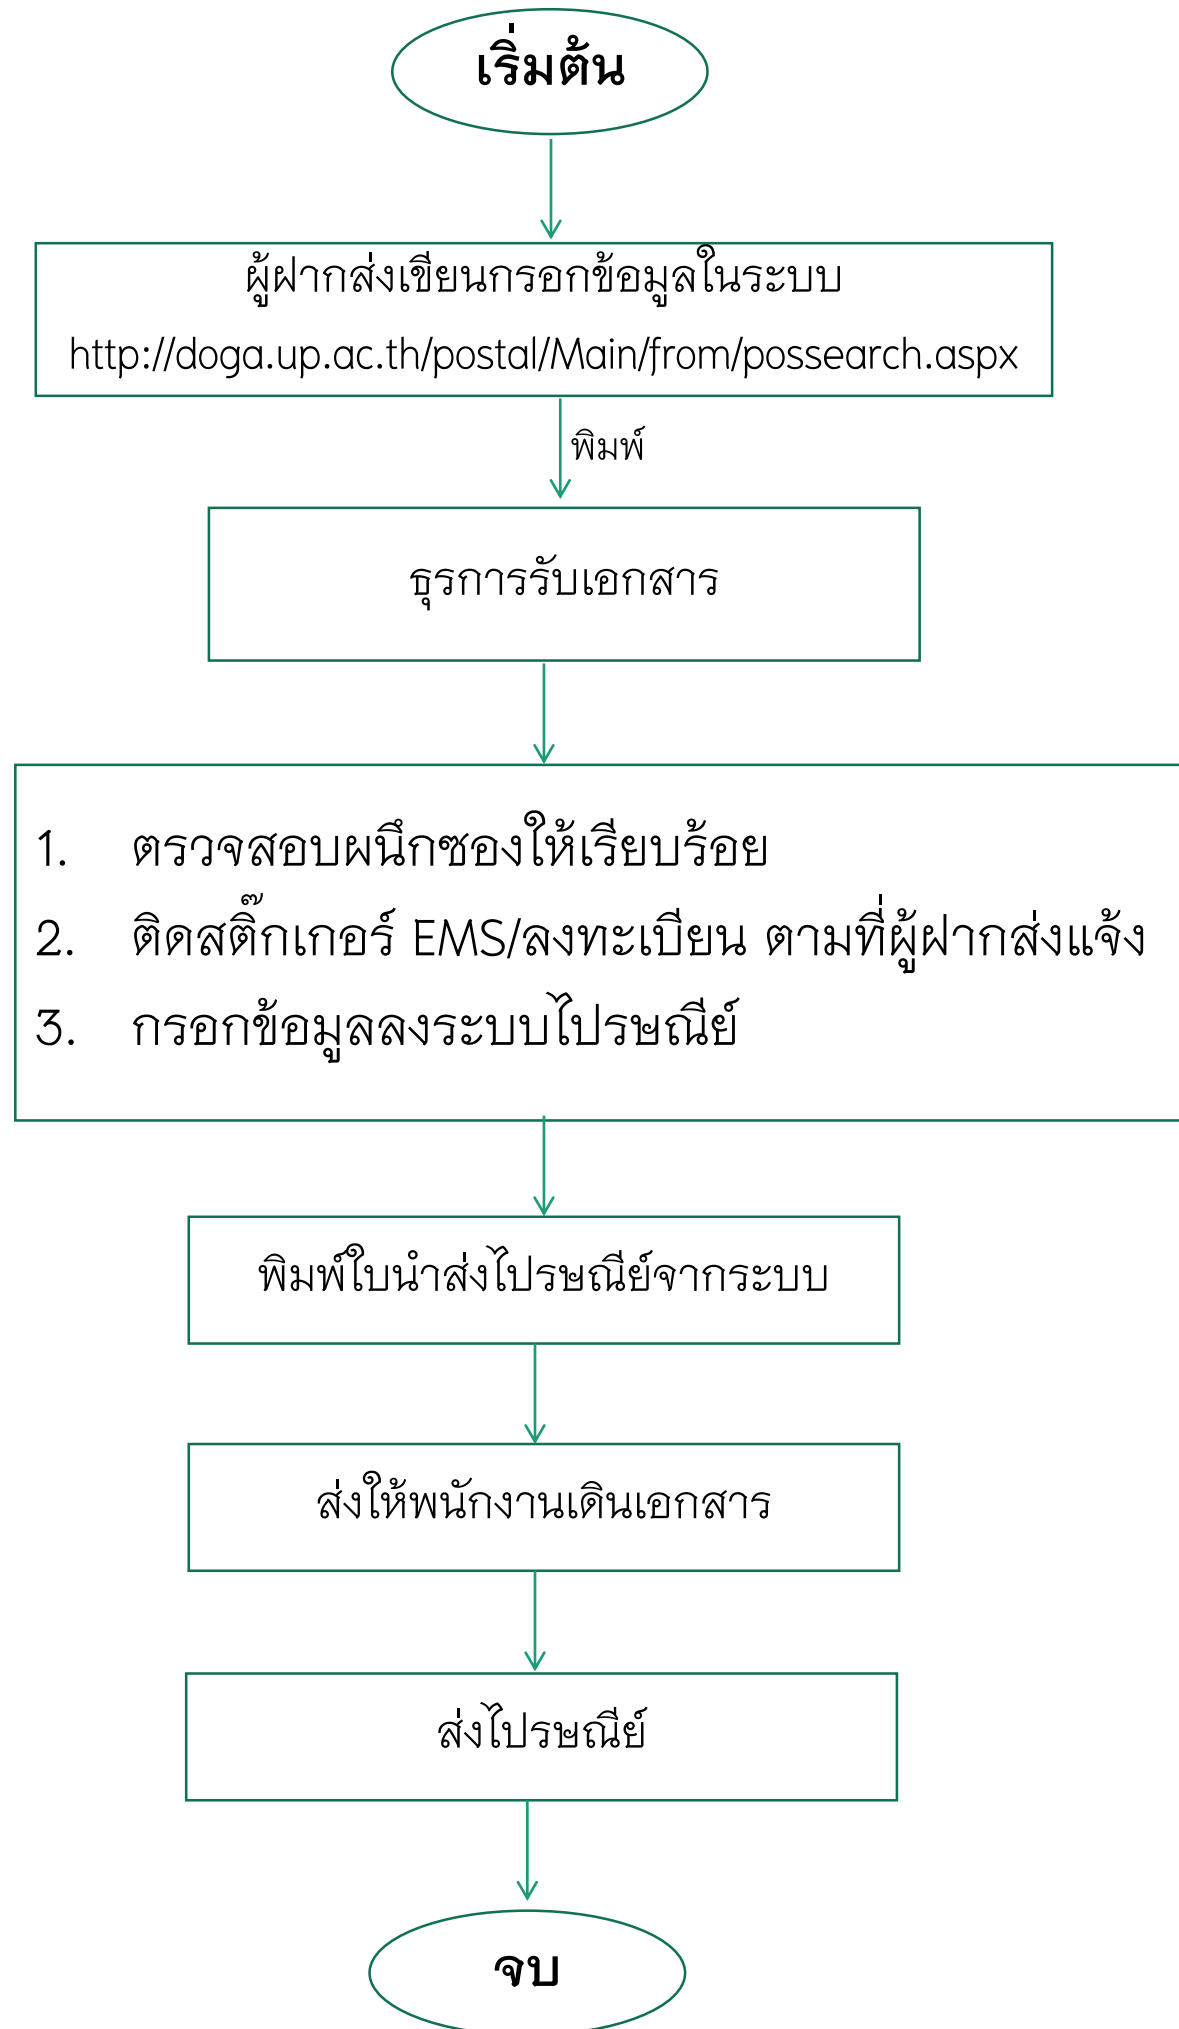 เริ่มต้น
ผู้ฝากส่งเขียนกรอกข้อมูลในระบบ
http://doga.up.ac.th/postal/Main/from/possearch.aspx
พิมพ์
ธุรการรับเอกสาร
1. ตรวจสอบผนึกซองให้เรียบร้อย
2. ติดสติ๊กเกอร์ EMS/ลงทะเบียน ตามที่ผู้ฝากส่งแจ้ง
3. กรอกข้อมูลลงระบบไปรษณีย์
พิมพ์ใบนำส่งไปรษณีย์จากระบบ
ส่งให้พนักงานเดินเอกสาร
ส่งไปรษณีย์
จบ